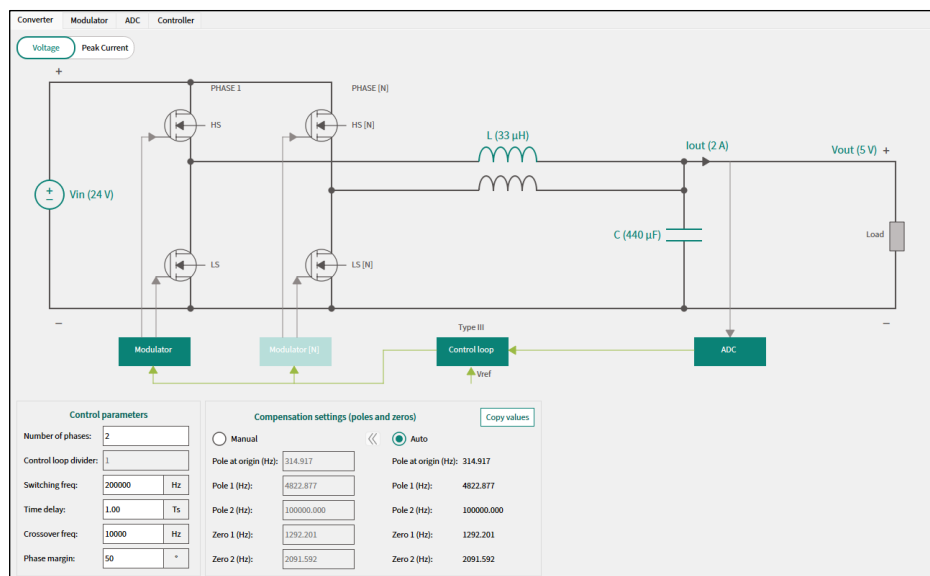 Converter Modulator ADC Controller
Voltage Peak Current
+
PHASE 1 PHASE [N]
HS HS [N]
L (33 µH)
Iout (2 A)
Vout (5 V) +
+
−
Vin (24 V)
C (440 µF)
Load
LS LS [N]
− −
Type III
Modulator Modulator [N] Control loop ADC
Vref
Control parameters
Number of phases: 2
Control loop divider: 1
Switching freq: 200000 Hz
Time delay: 1.00 Ts
Crossover freq: 10000 Hz
Phase margin: 50 °
Compensation settings (poles and zeros) Copy values
Manual Auto
Pole at origin (Hz): 314.917 Pole at origin (Hz): 314.917
Pole 1 (Hz): 4822.877 Pole 1 (Hz): 4822.877
Pole 2 (Hz): 100000.000 Pole 2 (Hz): 100000.000
Zero 1 (Hz): 1292.201 Zero 1 (Hz): 1292.201
Zero 2 (Hz): 2091.592 Zero 2 (Hz): 2091.592